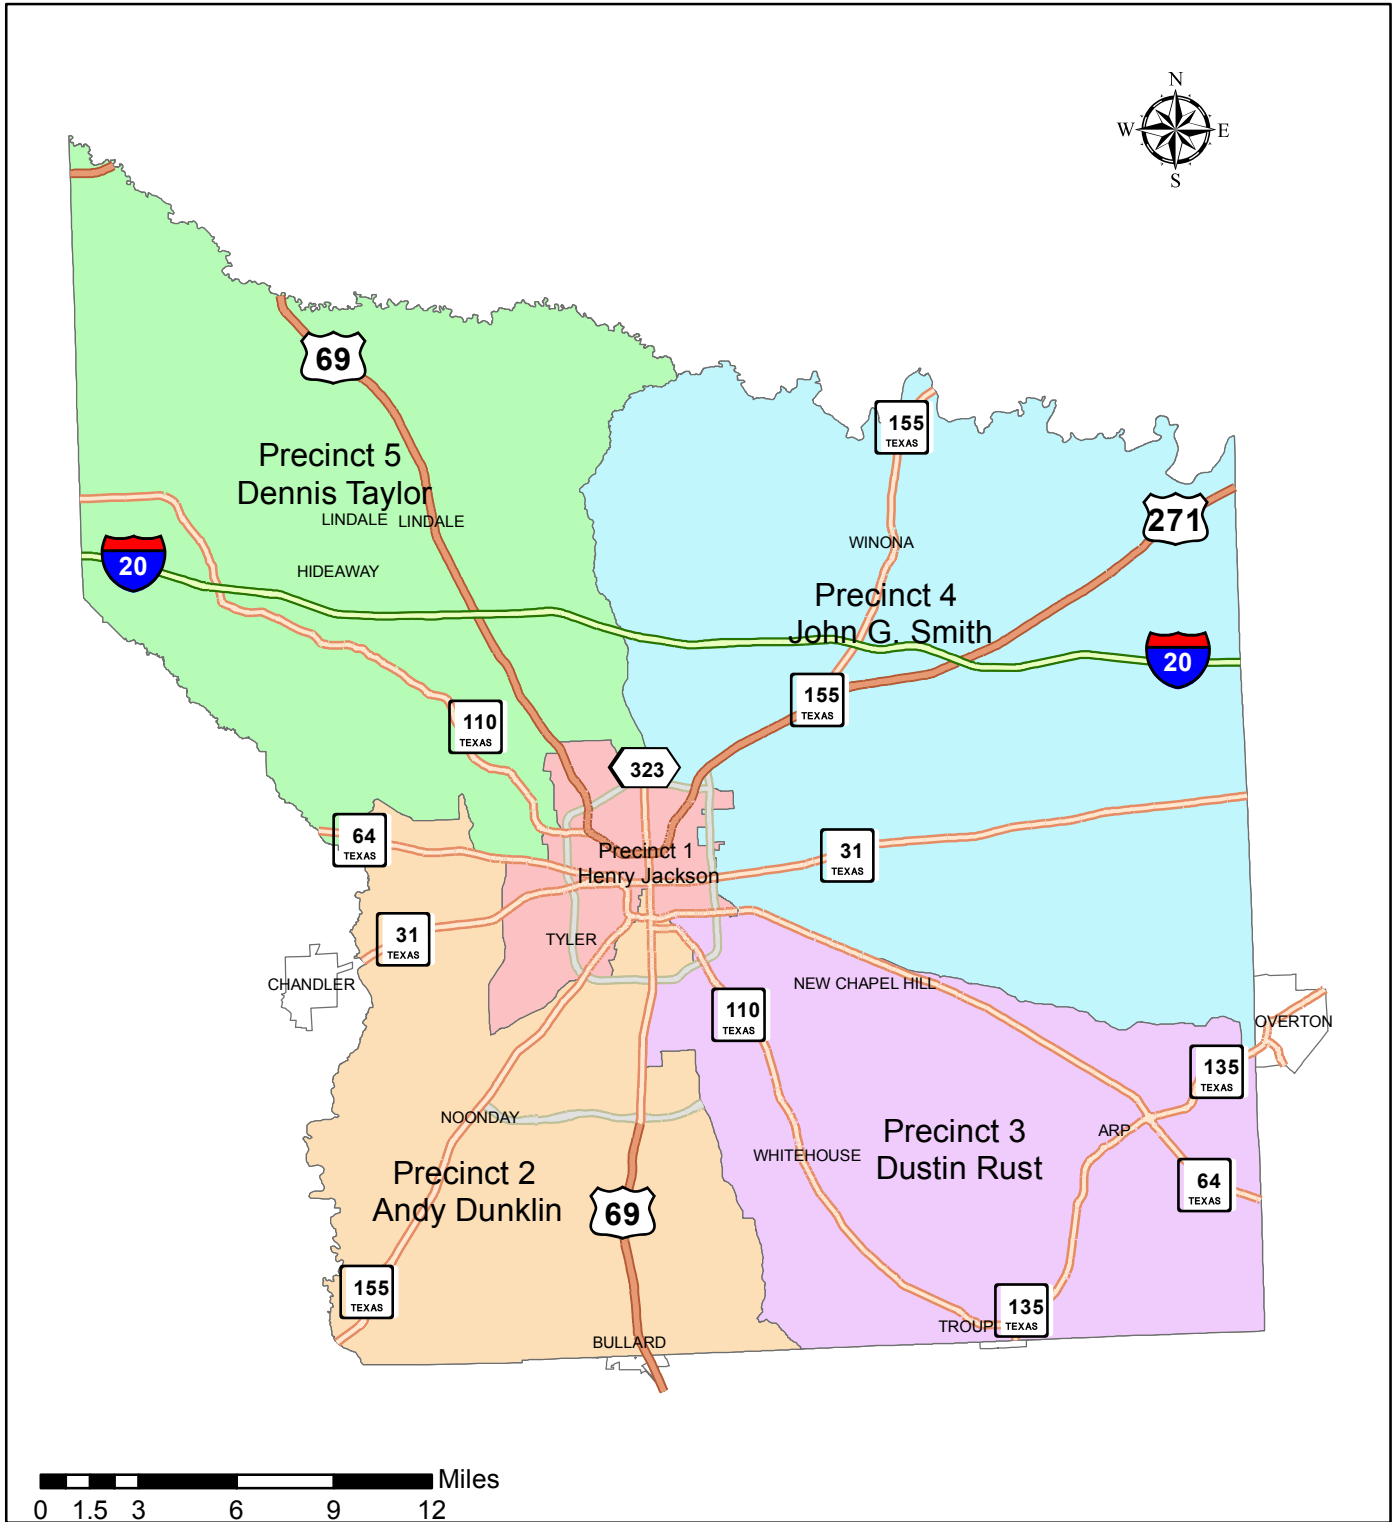 N
W E
S
69
155
TEXAS
Precinct 5
Dennis Taylor
LINDALE LINDALE
271
WINONA
20
HIDEAWAY
Precinct 4
John G. Smith
20
155
TEXAS
110
TEXAS
323
64
TEXAS
31
TEXAS
Precinct 1
Henry Jackson
31
TEXAS
TYLER
CHANDLER
NEW CHAPEL HILL
110
TEXAS
OVERTON
135
TEXAS
NOONDAY
ARP
Precinct 3
Dustin Rust
WHITEHOUSE
Precinct 2
Andy Dunklin
64
TEXAS
69
155
TEXAS
135
TEXAS
TROUP
BULLARD
Miles
0 1.5 3 6 9 12